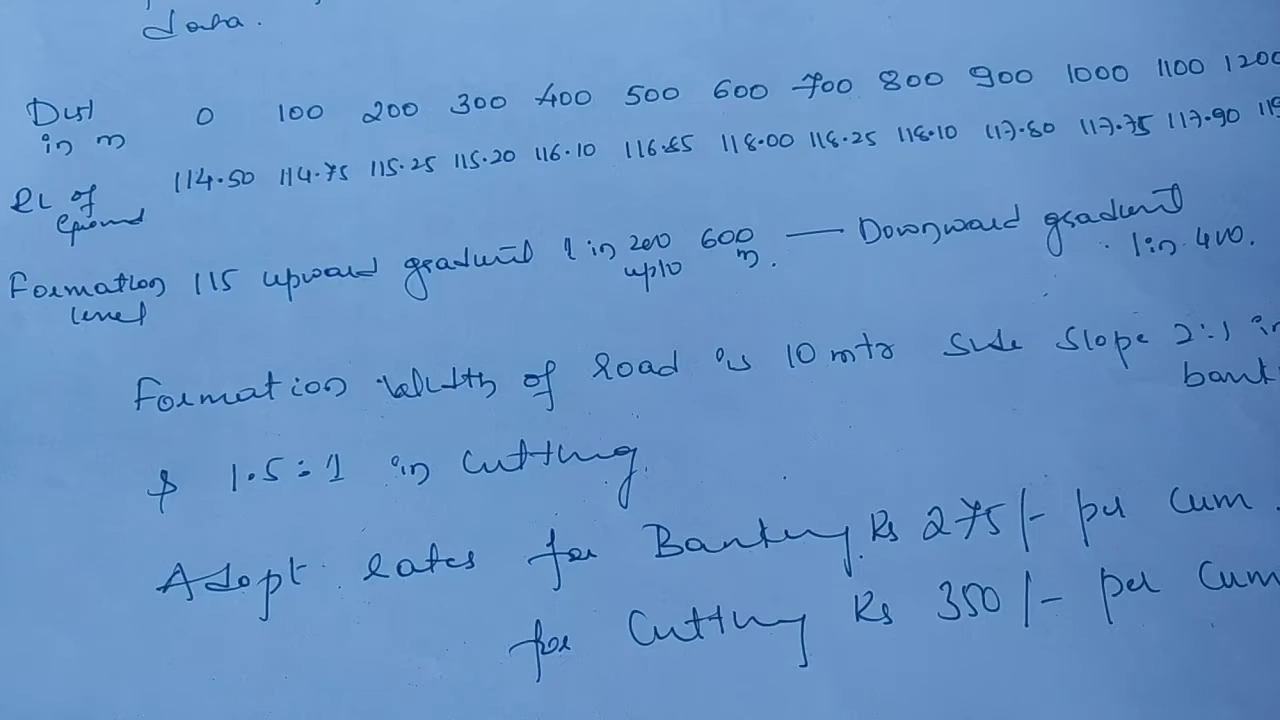 data.
Dist in m 0 100 200 300 400 500 600 700 800 900 1000 1100 1200
RL of Ground 114.50 114.75 115.25 115.20 116.10 116.85 118.00 118.25 118.10 117.80 117.75 117.90
Formation level 115 upward gradient 1 in 200 upto 600 m. — Downward gradient 1 in 400.
Formation width of road is 10 mtr side slope 2:1 in bank
& 1.5:1 in cutting.
Adopt rates for Banking Rs 275/- per cum.
for Cutting Rs 350/- per cum